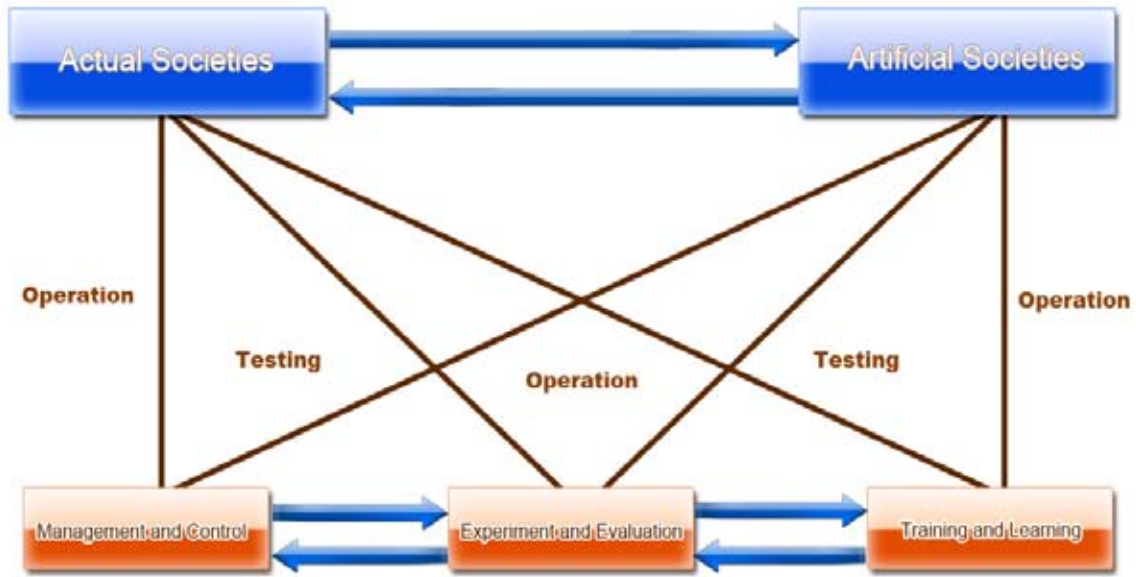 Actual Societies
Artificial Societies
Operation
Operation
Testing
Testing
Operation
Management and Control
Experiment and Evaluation
Training and Learning